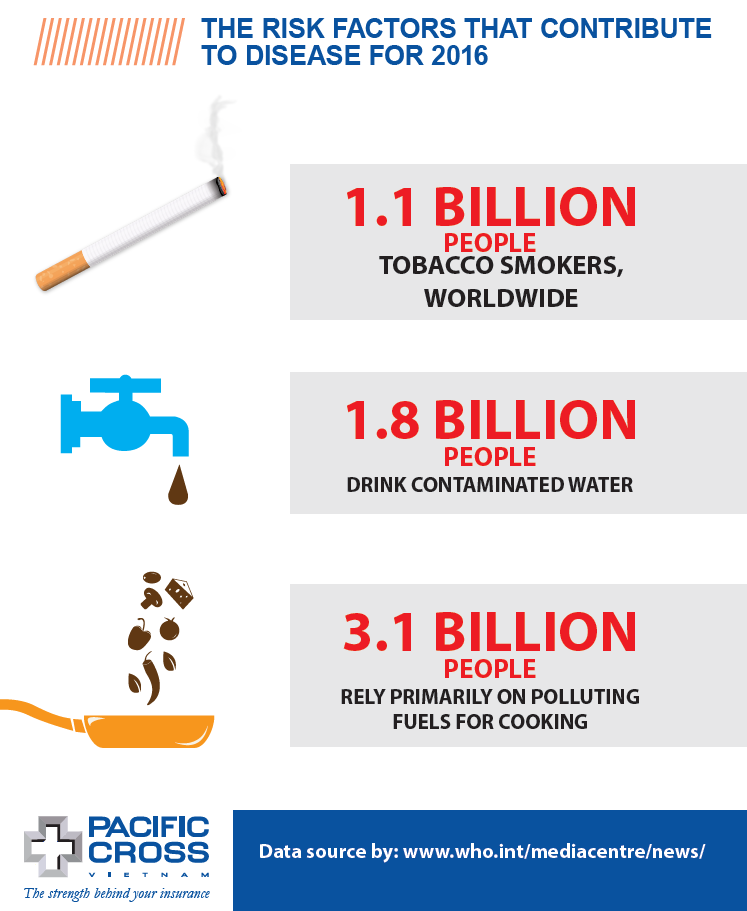 THE RISK FACTORS THAT CONTRIBUTE
TO DISEASE FOR 2016
1.1 BILLION
PEOPLE
TOBACCO SMOKERS,
WORLDWIDE
1.8 BILLION
PEOPLE
DRINK CONTAMINATED WATER
3.1 BILLION
PEOPLE
RELY PRIMARILY ON POLLUTING
FUELS FOR COOKING
PACIFIC
CROSS
VIETNAM
The strength behind your insurance
Data source by: www.who.int/mediacentre/news/